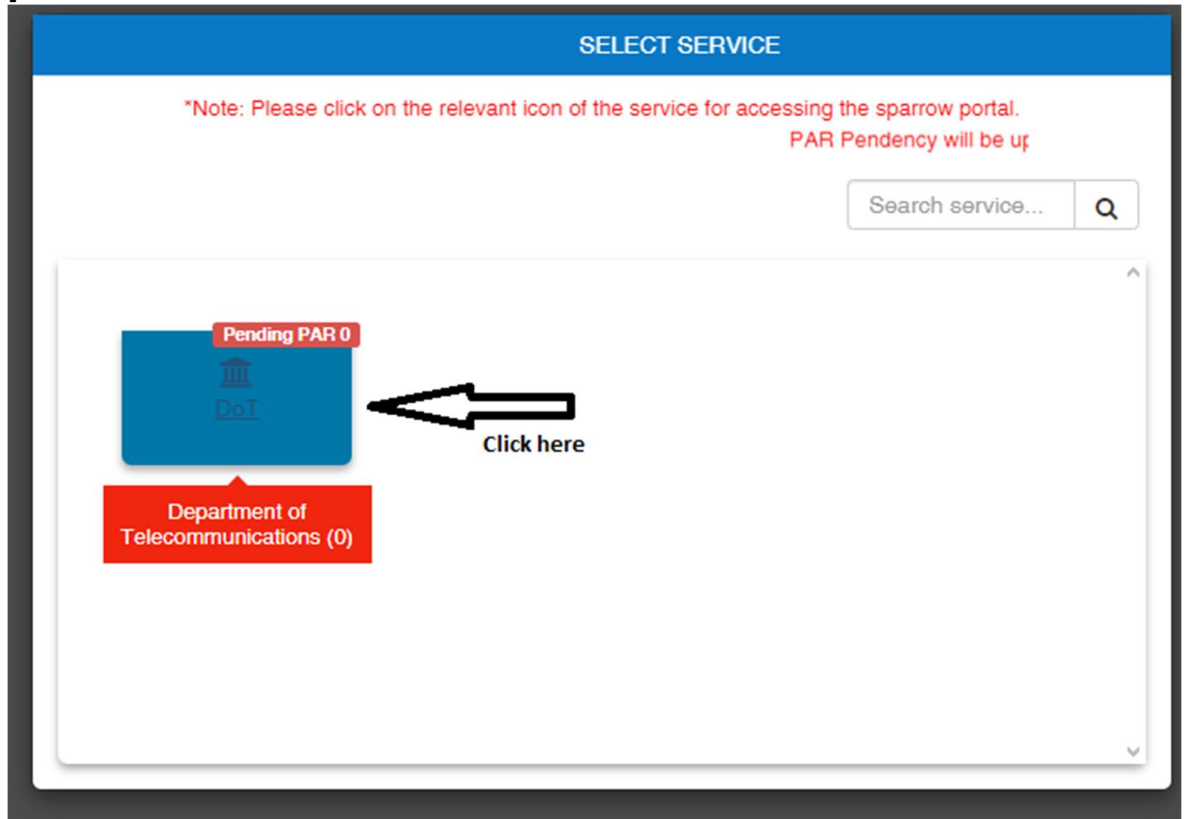 SELECT SERVICE
*Note: Please click on the relevant icon of the service for accessing the sparrow portal.
PAR Pendency will be up
Search service...
Pending PAR 0
DoT
Click here
Department of
Telecommunications (0)